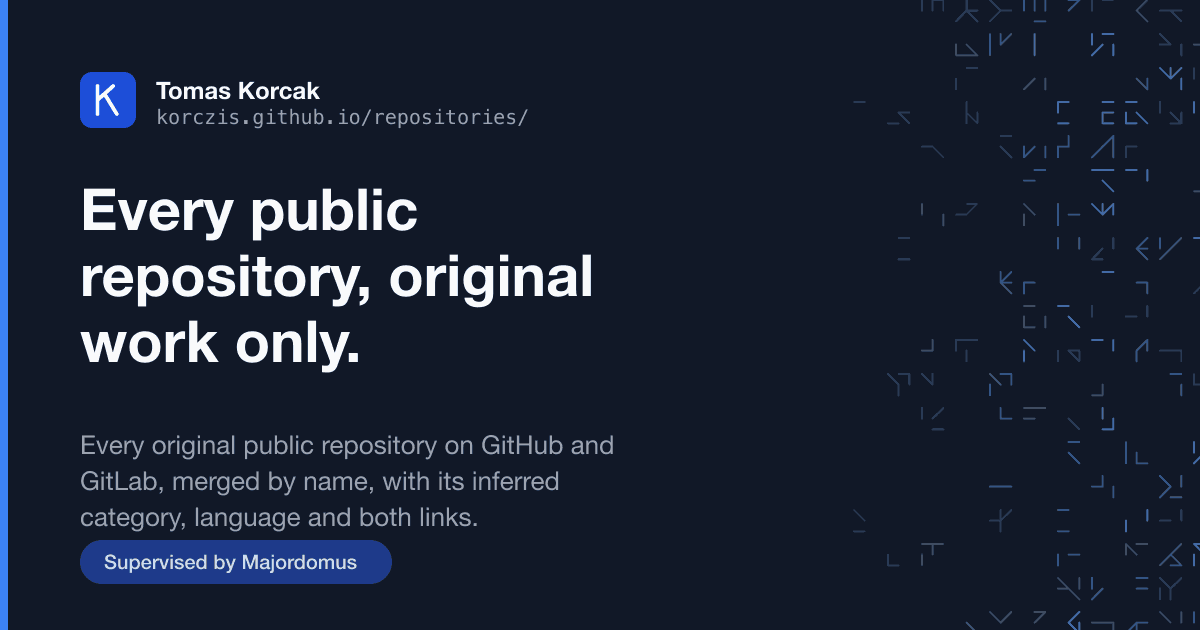 K
Tomas Korcak
korczis.github.io/repositories/
Every public
repository, original
work only.
Every original public repository on GitHub and
GitLab, merged by name, with its inferred
category, language and both links.
Supervised by Majordomus